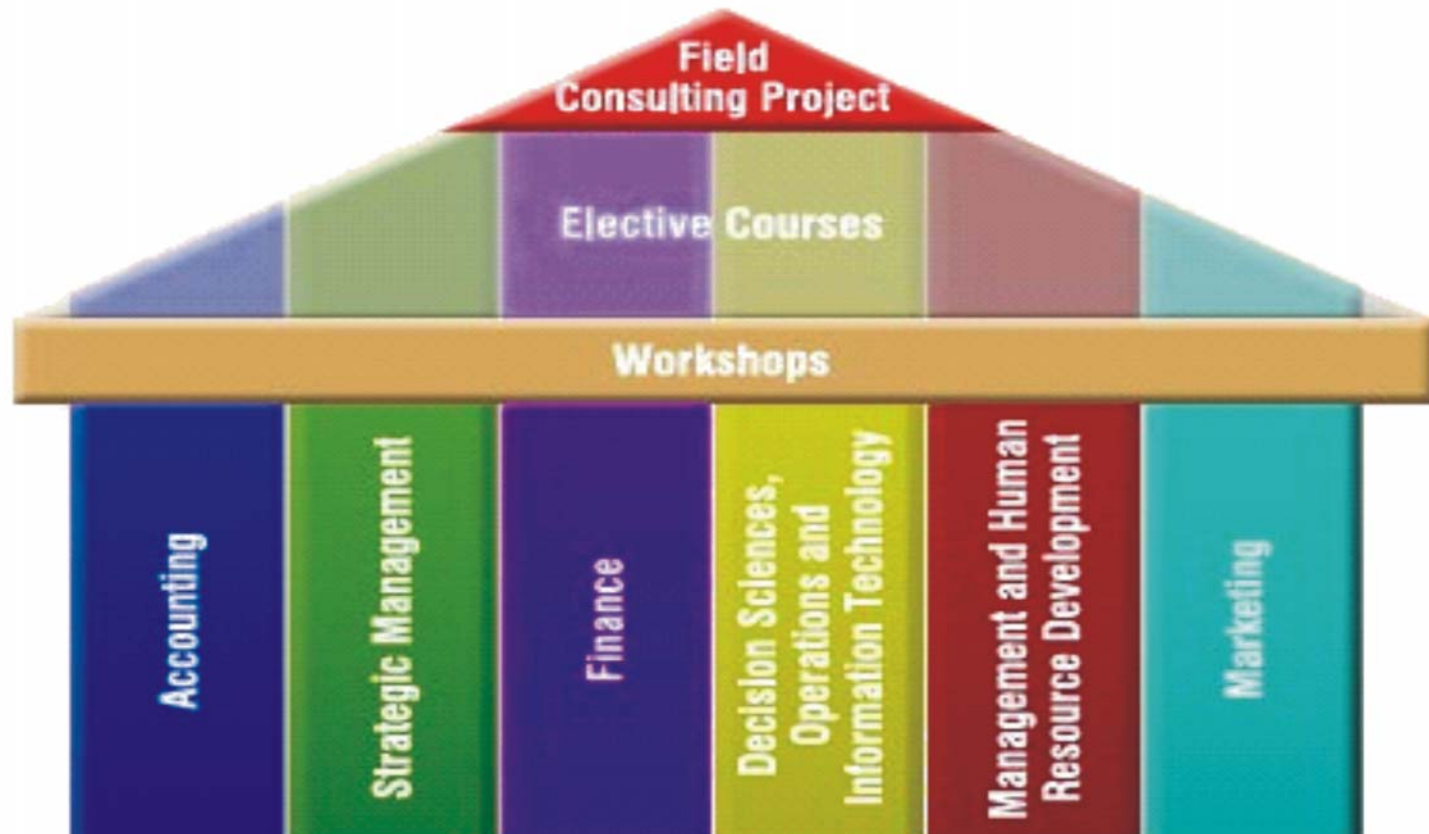 Field
Consulting Project
Elective Courses
Workshops
Accounting
Strategic Management
Finance
Decision Sciences,
Operations and
Information Technology
Management and Human
Resource Development
Marketing